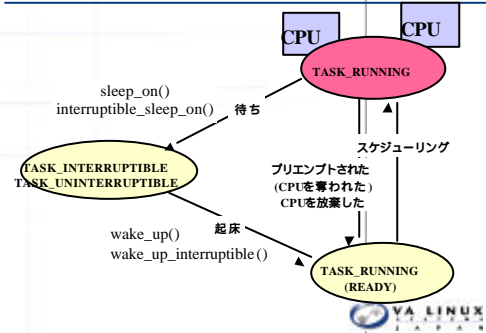 CPU
CPU
TASK_RUNNING
sleep_on()
interruptible_sleep_on()
待ち
スケジューリング
プリエンプトされた
(CPUを奪われた)
CPUを放棄した
TASK_INTERRUPTIBLE
TASK_UNINTERRUPTIBLE
wake_up()
wake_up_interruptible()
起床
TASK_RUNNING
(READY)
VA LINUX
SYSTEMS
JAPAN